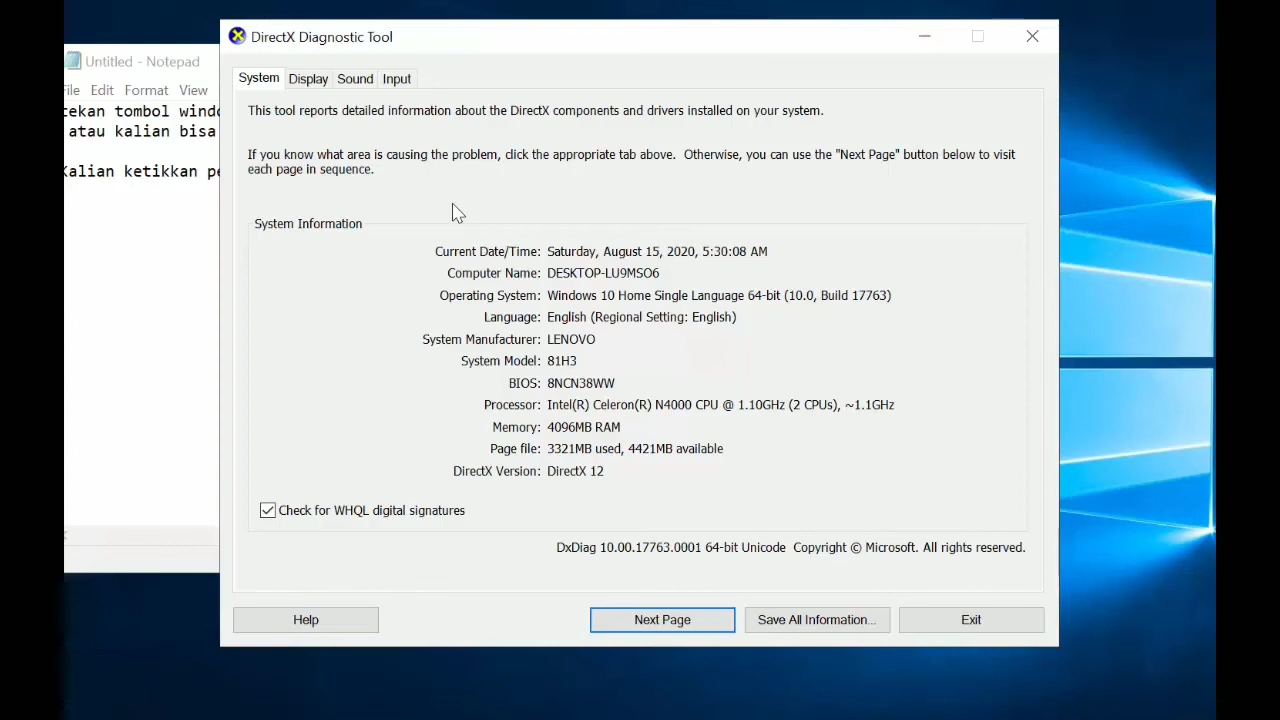 DirectX Diagnostic Tool
Untitled - Notepad
File Edit Format View
tekan tombol
atau kalian bisa
Kalian ketikkan
System Display Sound Input
This tool reports detailed information about the DirectX components and drivers installed on your system.
If you know what area is causing the problem, click the appropriate tab above. Otherwise, you can use the "Next Page" button below to visit
each page in sequence.
System Information
Current Date/Time: Saturday, August 15, 2020, 5:30:08 AM
Computer Name: DESKTOP-LU9MSO6
Operating System: Windows 10 Home Single Language 64-bit (10.0, Build 17763)
Language: English (Regional Setting: English)
System Manufacturer: LENOVO
System Model: 81H3
BIOS: 8NCN38WW
Processor: Intel(R) Celeron(R) N4000 CPU @ 1.10GHz (2 CPUs), ~1.1GHz
Memory: 4096MB RAM
Page file: 3321MB used, 4421MB available
DirectX Version: DirectX 12
Check for WHQL digital signatures
DxDiag 10.00.17763.0001 64-bit Unicode Copyright © Microsoft. All rights reserved.
Help Next Page Save All Information... Exit